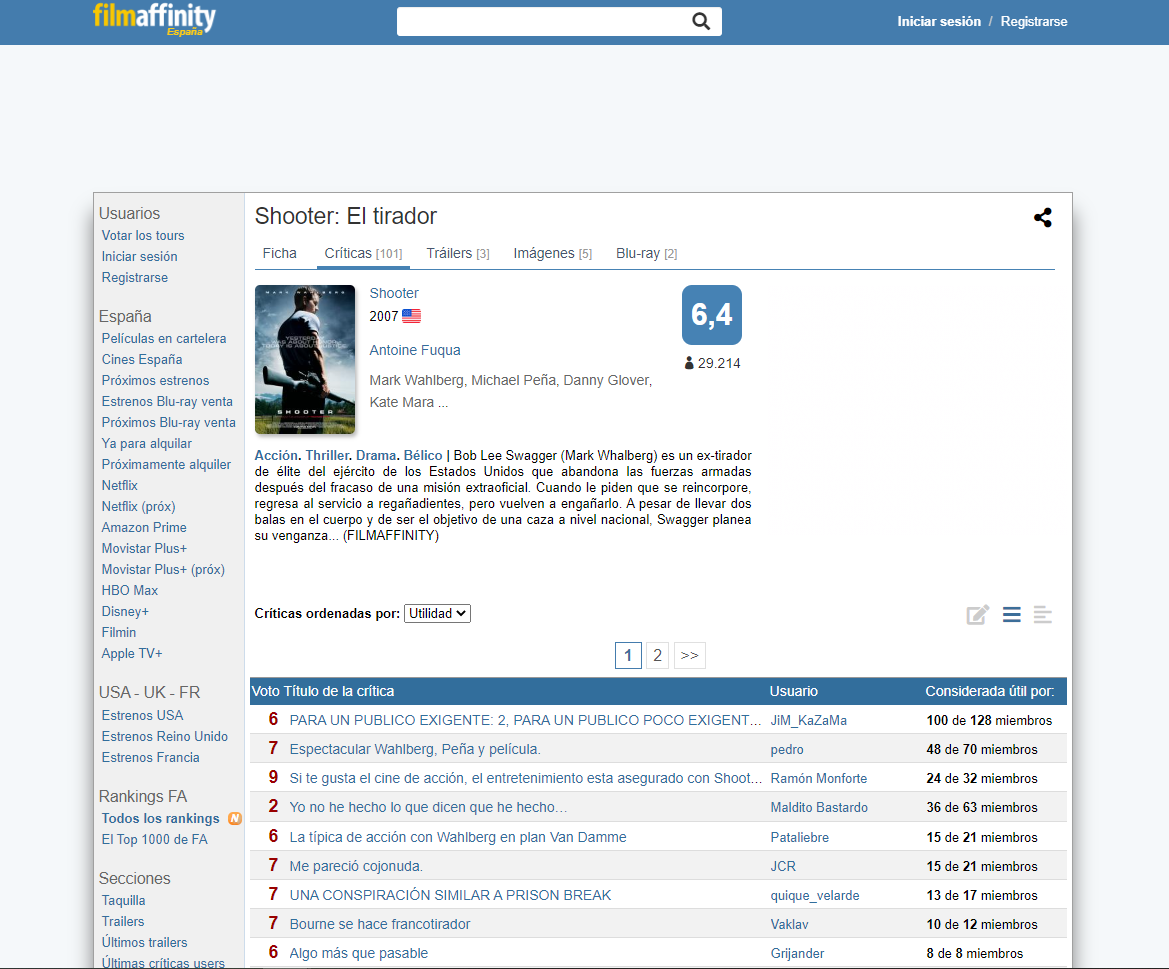 filmaffinity
España
Iniciar sesión / Registrarse
Usuarios
Votar los tours
Iniciar sesión
Registrarse
España
Películas en cartelera
Cines España
Próximos estrenos
Estrenos Blu-ray venta
Próximos Blu-ray venta
Ya para alquilar
Próximamente alquiler
Netflix
Netflix (próx)
Amazon Prime
Movistar Plus+
Movistar Plus+ (próx)
HBO Max
Disney+
Filmin
Apple TV+
USA - UK - FR
Estrenos USA
Estrenos Reino Unido
Estrenos Francia
Rankings FA
Todos los rankings N
El Top 1000 de FA
Secciones
Taquilla
Trailers
Últimos trailers
Últimas críticas users
Shooter: El tirador
Ficha Críticas [101] Tráilers [3] Imágenes [5] Blu-ray [2]
MARK WAHLBERG
YESTERDAY
WAS ABOUT HONOR
TODAY IS ABOUT JUSTICE
SHOOTER
Shooter
2007
Antoine Fuqua
Mark Wahlberg, Michael Peña, Danny Glover,
Kate Mara ...
6,4
29.214
Acción. Thriller. Drama. Bélico | Bob Lee Swagger (Mark Whalberg) es un ex-tirador
de élite del ejército de los Estados Unidos que abandona las fuerzas armadas
después del fracaso de una misión extraoficial. Cuando le piden que se reincorpore,
regresa al servicio a regañadientes, pero vuelven a engañarlo. A pesar de llevar dos
balas en el cuerpo y de ser el objetivo de una caza a nivel nacional, Swagger planea
su venganza... (FILMAFFINITY)
Críticas ordenadas por: Utilidad
1 2 >>
Voto Título de la crítica Usuario Considerada útil por:
6 PARA UN PUBLICO EXIGENTE: 2, PARA UN PUBLICO POCO EXIGENT... JiM_KaZaMa 100 de 128 miembros
7 Espectacular Wahlberg, Peña y película. pedro 48 de 70 miembros
9 Si te gusta el cine de acción, el entretenimiento esta asegurado con Shoot... Ramón Monforte 24 de 32 miembros
2 Yo no he hecho lo que dicen que he hecho… Maldito Bastardo 36 de 63 miembros
6 La típica de acción con Wahlberg en plan Van Damme Pataliebre 15 de 21 miembros
7 Me pareció cojonuda. JCR 15 de 21 miembros
7 UNA CONSPIRACIÓN SIMILAR A PRISON BREAK quique_velarde 13 de 17 miembros
7 Bourne se hace francotirador Vaklav 10 de 12 miembros
6 Algo más que pasable Grijander 8 de 8 miembros